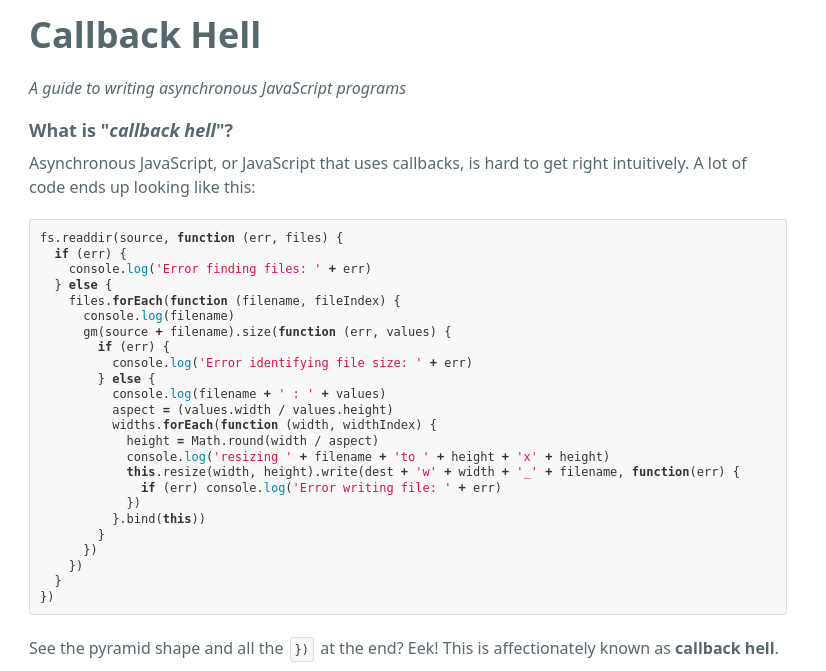 Callback Hell
A guide to writing asynchronous JavaScript programs
What is "callback hell"?
Asynchronous JavaScript, or JavaScript that uses callbacks, is hard to get right intuitively. A lot of
code ends up looking like this:
fs.readdir(source, function (err, files) {
  if (err) {
    console.log('Error finding files: ' + err)
  } else {
    files.forEach(function (filename, fileIndex) {
      console.log(filename)
      gm(source + filename).size(function (err, values) {
        if (err) {
          console.log('Error identifying file size: ' + err)
        } else {
          console.log(filename + ' : ' + values)
          aspect = (values.width / values.height)
          widths.forEach(function (width, widthIndex) {
            height = Math.round(width / aspect)
            console.log('resizing ' + filename + 'to ' + height + 'x' + height)
            this.resize(width, height).write(dest + 'w' + width + '_' + filename, function(err) {
              if (err) console.log('Error writing file: ' + err)
            })
          }.bind(this))
        }
      })
    })
  }
})
See the pyramid shape and all the }) at the end? Eek! This is affectionately known as callback hell.